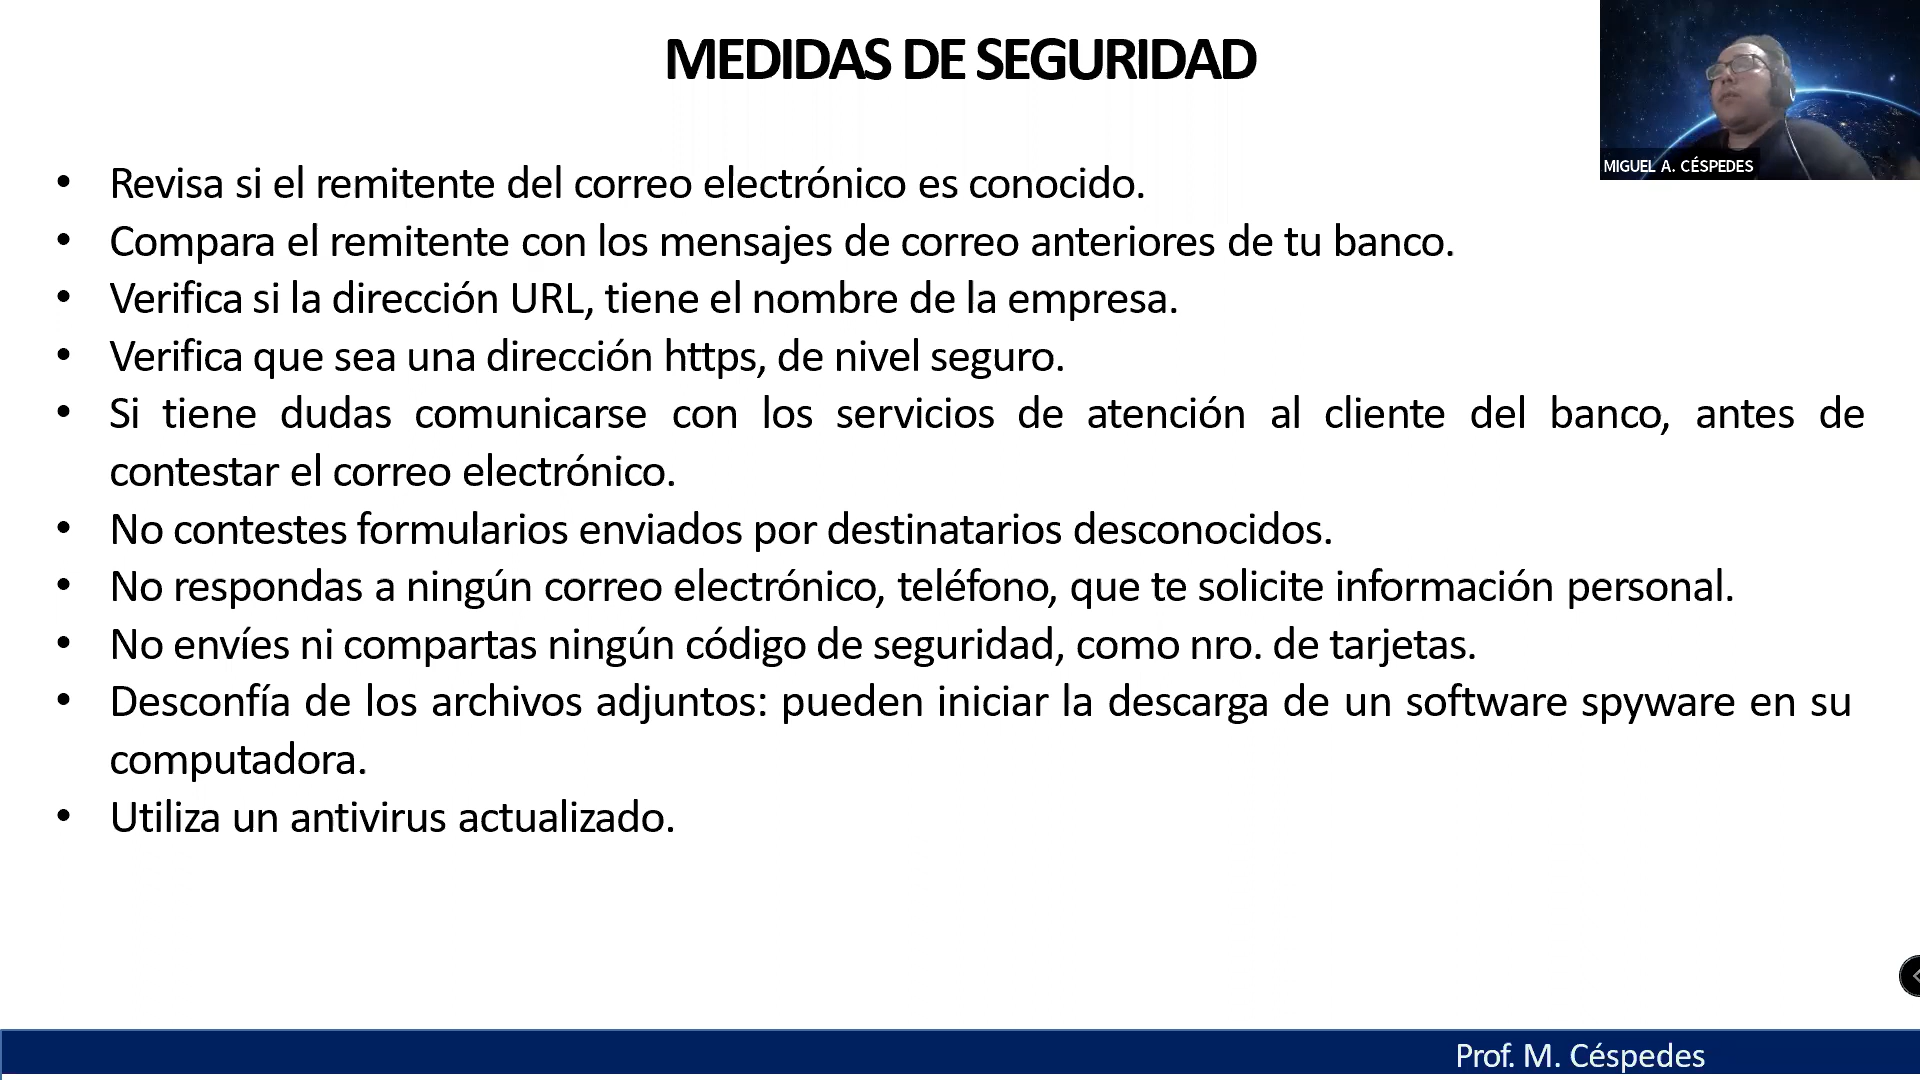 MEDIDAS DE SEGURIDAD
MIGUEL A. CÉSPEDES
• Revisa si el remitente del correo electrónico es conocido.
• Compara el remitente con los mensajes de correo anteriores de tu banco.
• Verifica si la dirección URL, tiene el nombre de la empresa.
• Verifica que sea una dirección https, de nivel seguro.
• Si tiene dudas comunicarse con los servicios de atención al cliente del banco, antes de
contestar el correo electrónico.
• No contestes formularios enviados por destinatarios desconocidos.
• No respondas a ningún correo electrónico, teléfono, que te solicite información personal.
• No envíes ni compartas ningún código de seguridad, como nro. de tarjetas.
• Desconfía de los archivos adjuntos: pueden iniciar la descarga de un software spyware en su
computadora.
• Utiliza un antivirus actualizado.
Prof. M. Céspedes